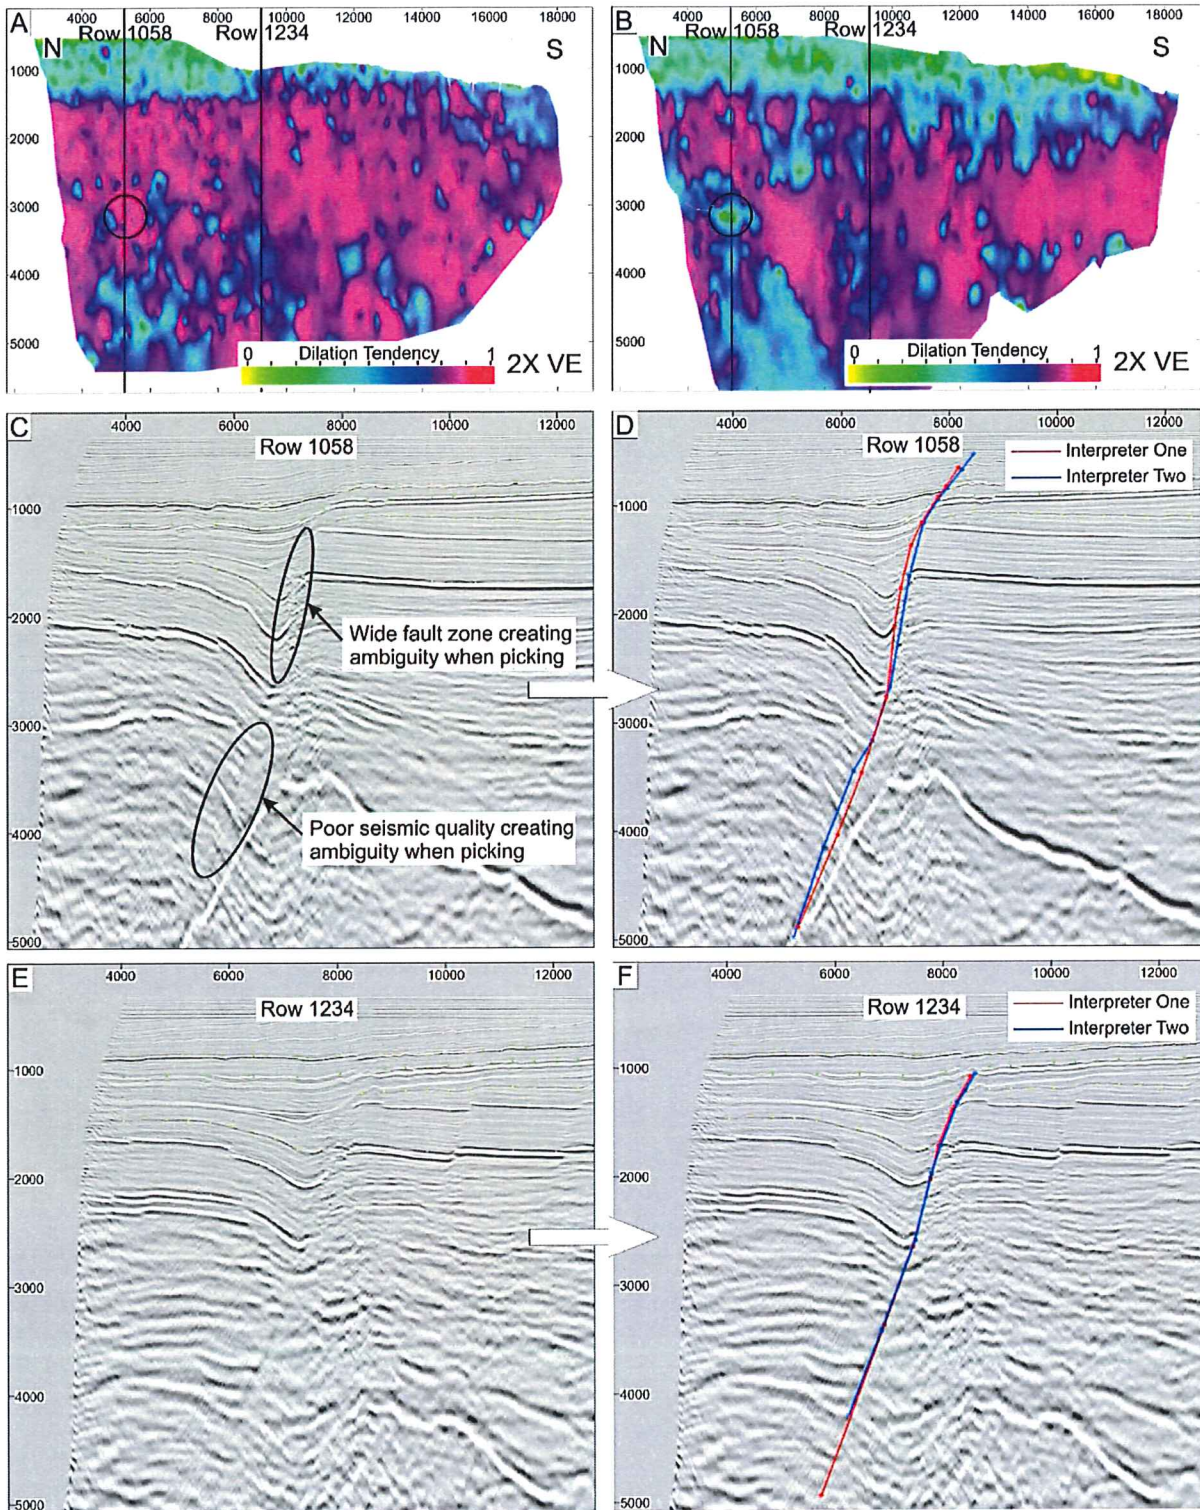 A
4000
6000
8000
10000
12000
14000
16000
18000
Row 1058
Row 1234
N
S
1000
2000
3000
4000
5000
0
Dilation Tendency
1
2X VE
B
4000
6000
8000
10000
12000
14000
16000
18000
Row 1058
Row 1234
N
S
1000
2000
3000
4000
5000
0
Dilation Tendency
1
2X VE
C
4000
6000
8000
10000
12000
Row 1058
1000
2000
3000
4000
5000
Wide fault zone creating
ambiguity when picking
Poor seismic quality creating
ambiguity when picking
D
4000
6000
8000
10000
12000
Row 1058
Interpreter One
Interpreter Two
1000
2000
3000
4000
5000
E
4000
6000
8000
10000
12000
Row 1234
1000
2000
3000
4000
5000
F
4000
6000
8000
10000
12000
Row 1234
Interpreter One
Interpreter Two
1000
2000
3000
4000
5000